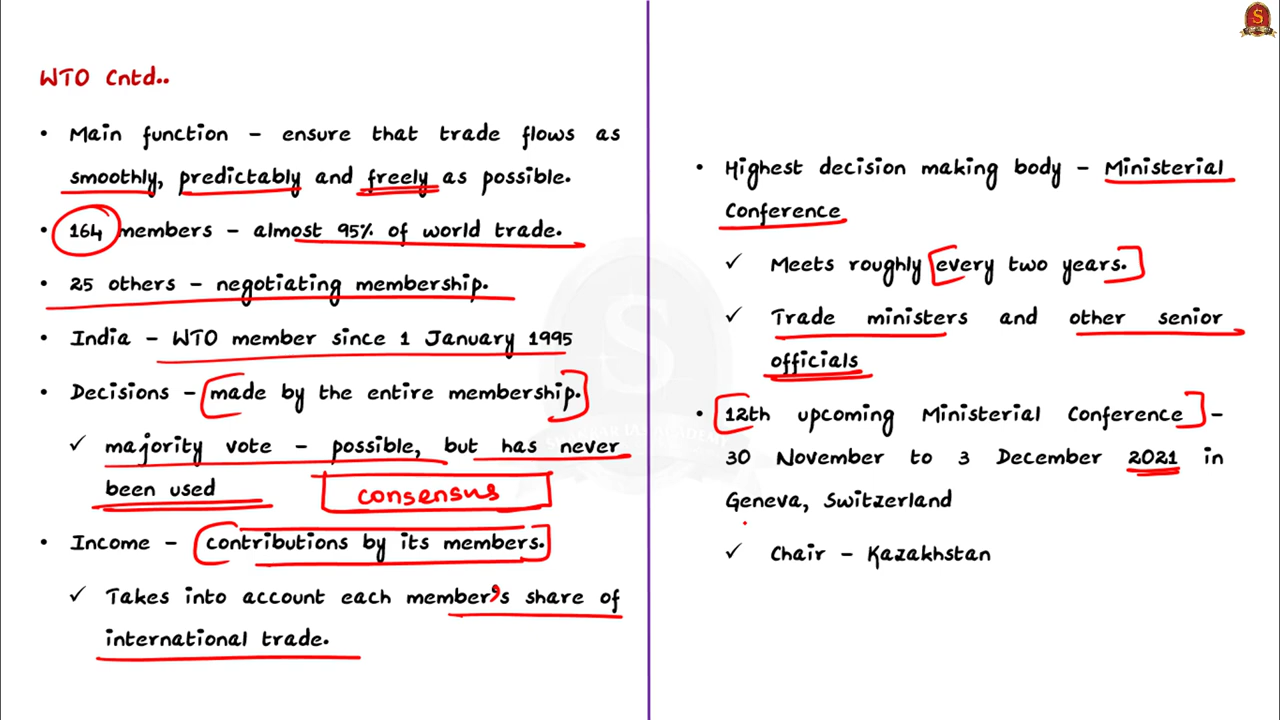 WTO Cntd..
• Main function – ensure that trade flows as
smoothly, predictably and freely as possible.
• 164 members – almost 95% of world trade.
• 25 others – negotiating membership.
• India – WTO member since 1 January 1995
• Decisions – made by the entire membership.
✓ majority vote – possible, but has never
been used
consensus
• Income – contributions by its members.
✓ Takes into account each member's share of
international trade.
• Highest decision making body – Ministerial
Conference
✓ Meets roughly every two years.
✓ Trade ministers and other senior
officials
• 12th upcoming Ministerial Conference –
30 November to 3 December 2021 in
Geneva, Switzerland
✓ Chair – Kazakhstan